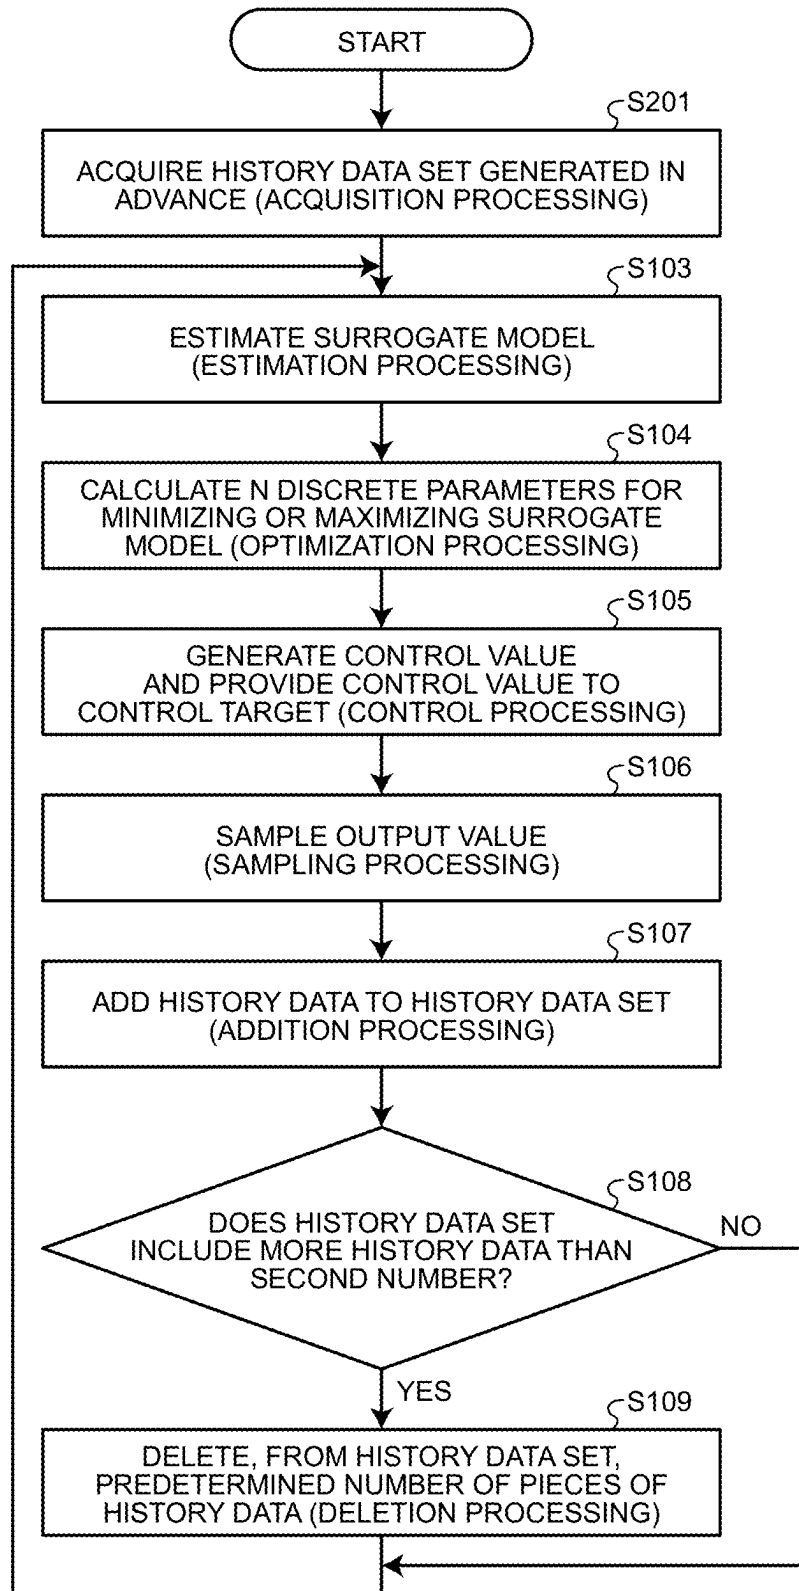 START
S201
ACQUIRE HISTORY DATA SET GENERATED IN
ADVANCE (ACQUISITION PROCESSING)
S103
ESTIMATE SURROGATE MODEL
(ESTIMATION PROCESSING)
S104
CALCULATE N DISCRETE PARAMETERS FOR
MINIMIZING OR MAXIMIZING SURROGATE
MODEL (OPTIMIZATION PROCESSING)
S105
GENERATE CONTROL VALUE
AND PROVIDE CONTROL VALUE TO
CONTROL TARGET (CONTROL PROCESSING)
S106
SAMPLE OUTPUT VALUE
(SAMPLING PROCESSING)
S107
ADD HISTORY DATA TO HISTORY DATA SET
(ADDITION PROCESSING)
S108
DOES HISTORY DATA SET
INCLUDE MORE HISTORY DATA THAN
SECOND NUMBER?
NO
YES
S109
DELETE, FROM HISTORY DATA SET,
PREDETERMINED NUMBER OF PIECES OF
HISTORY DATA (DELETION PROCESSING)